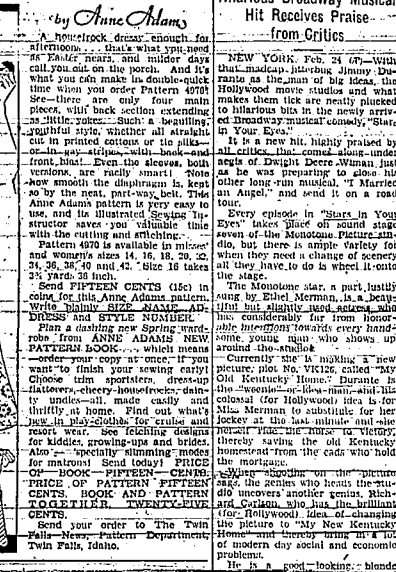 by Anne Adams
A housefrock dressy enough for
afternoons . . . that's what you need
as Easter nears, and milder days
call you out on the porch. And it's
what you can make in double-quick
time when you order Pattern 4970!
See—there are only four main
pieces, with back section extending
as little yokes. Such a beguiling,
youthful style, whether all straight
cut in printed cottons or tie silks—
or in gay stripes, with back and
front bias! Even the sleeves, both
versions, are really smart! Note
how smooth the diaphragm is, kept
so by the neat, part-way belt. This
Anne Adams pattern is very easy to
use, and its illustrated Sewing In-
structor saves you valuable time
with the cutting and stitching.
Pattern 4970 is available in misses'
and women's sizes 14, 16, 18, 20, 32,
34, 36, 38, 40 and 42. Size 16 takes
3¾ yards 36 inch.
Send FIFTEEN CENTS (15c) in
coins for this Anne Adams pattern.
Write plainly SIZE, NAME, AD-
DRESS and STYLE NUMBER.
Plan a dashing new Spring ward-
robe from ANNE ADAMS NEW
PATTERN BOOK . . . which means
—order your copy at once, if you
want to finish your sewing early!
Choose trim sportsters, dress-up
flatterers, cheery housefrocks, dain-
ty undies—all made easily and
thriftily at home. Find out what's
new in play-clothes for cruise and
resort wear. See fetching designs
for kiddies, growing-ups and brides.
Also—specially slimming modes
for matrons! Send today! PRICE
OF BOOK FIFTEEN CENTS.
PRICE OF PATTERN FIFTEEN
CENTS. BOOK AND PATTERN
TOGETHER, TWENTY-FIVE
CENTS.
Send your order to The Twin
Falls News, Pattern Department,
Twin Falls, Idaho.
Hilarious Broadway Musical
Hit Receives Praise
from Critics
NEW YORK, Feb. 24 (AP)—With
that madcap, jittering Jimmy Du-
rante as the man of big ideas, the
Hollywood movie studios and what
makes them tick are neatly plucked
to hilarious bits in the newly arriv-
ed Broadway musical comedy, "Stars
in Your Eyes."
It is a new hit highly praised by
all critics, that comes along under
aegis of Dwight Deere Wiman, just
as he was preparing to close his
other long-run musical, "I Married
an Angel," and send it on a road
tour.
Every episode in "Stars in Your
Eyes" takes place on sound stage
seven of the Monotone Picture stu-
dio, but there is ample variety for
when they need a change of scenery
all they have to do is wheel it onto
the stage.
The Monotone star, a part lustily
sung by Ethel Merman, is a beau-
tiful but slightly used actress who
has considerably far from honor-
able intentions towards every hand-
some young man who shows up
around the studio.
Currently she is making a new
picture, plot No. VK126, called "My
Old Kentucky Home." Durante is
the "weenie" or idea man and his
colossal (for Hollywood) idea is for
Miss Merman to substitute for her
jockey at the last minute and she
herself ride the horse to victory,
thereby saving the old Kentucky
homestead from the cads who hold
the mortgage.
When shooting on the picture
sags, the genius who heads the stu-
dio uncovers another genius, Rich-
ard Carlson, who has the brilliant
(for Hollywood) idea of changing
the picture to "My New Kentucky
Home" and thereby bring in a lot
of modern day social and economic
problems.
He is a good looking, blonde